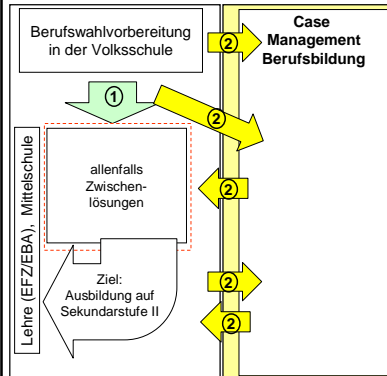 Berufswahlvorbereitung
in der Volksschule
Case
Management
Berufsbildung
2
1
2
allenfalls
Zwischen-
lösungen
2
Lehre (EFZ/EBA), Mittelschule
Ziel:
Ausbildung auf
Sekundarstufe II
2
2